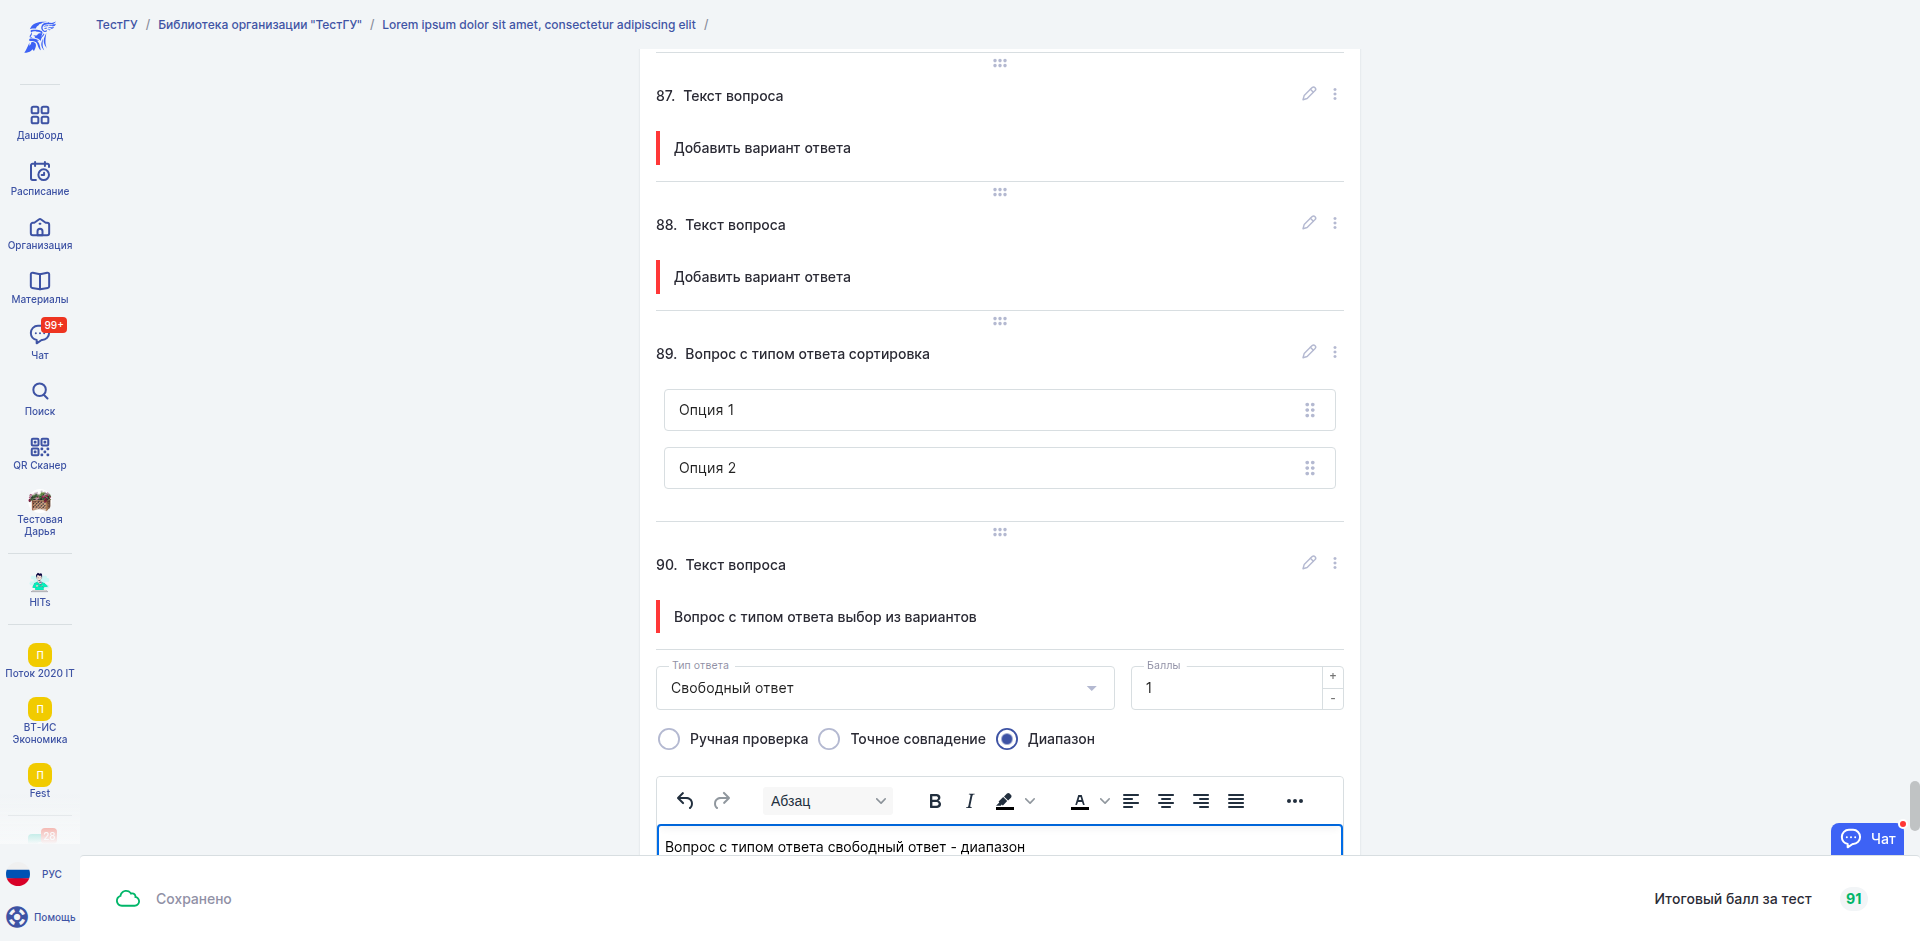 ТестГУ / Библиотека организации "ТестГУ" / Lorem ipsum dolor sit amet, consectetur adipiscing elit /
Дашборд
Расписание
Организация
Материалы
99+
Чат
Поиск
QR Сканер
Тестовая
Дарья
HITs
П
Поток 2020 IT
П
ВТ-ИС
Экономика
П
Fest
28
РУС
Помощь
87. Текст вопроса
Добавить вариант ответа
88. Текст вопроса
Добавить вариант ответа
89. Вопрос с типом ответа сортировка
Опция 1
Опция 2
90. Текст вопроса
Вопрос с типом ответа выбор из вариантов
Тип ответа
Свободный ответ
Баллы
1
+
-
Ручная проверка Точное совпадение Диапазон
Абзац B I A
Вопрос с типом ответа свободный ответ - диапазон
Чат
Сохранено
Итоговый балл за тест 91